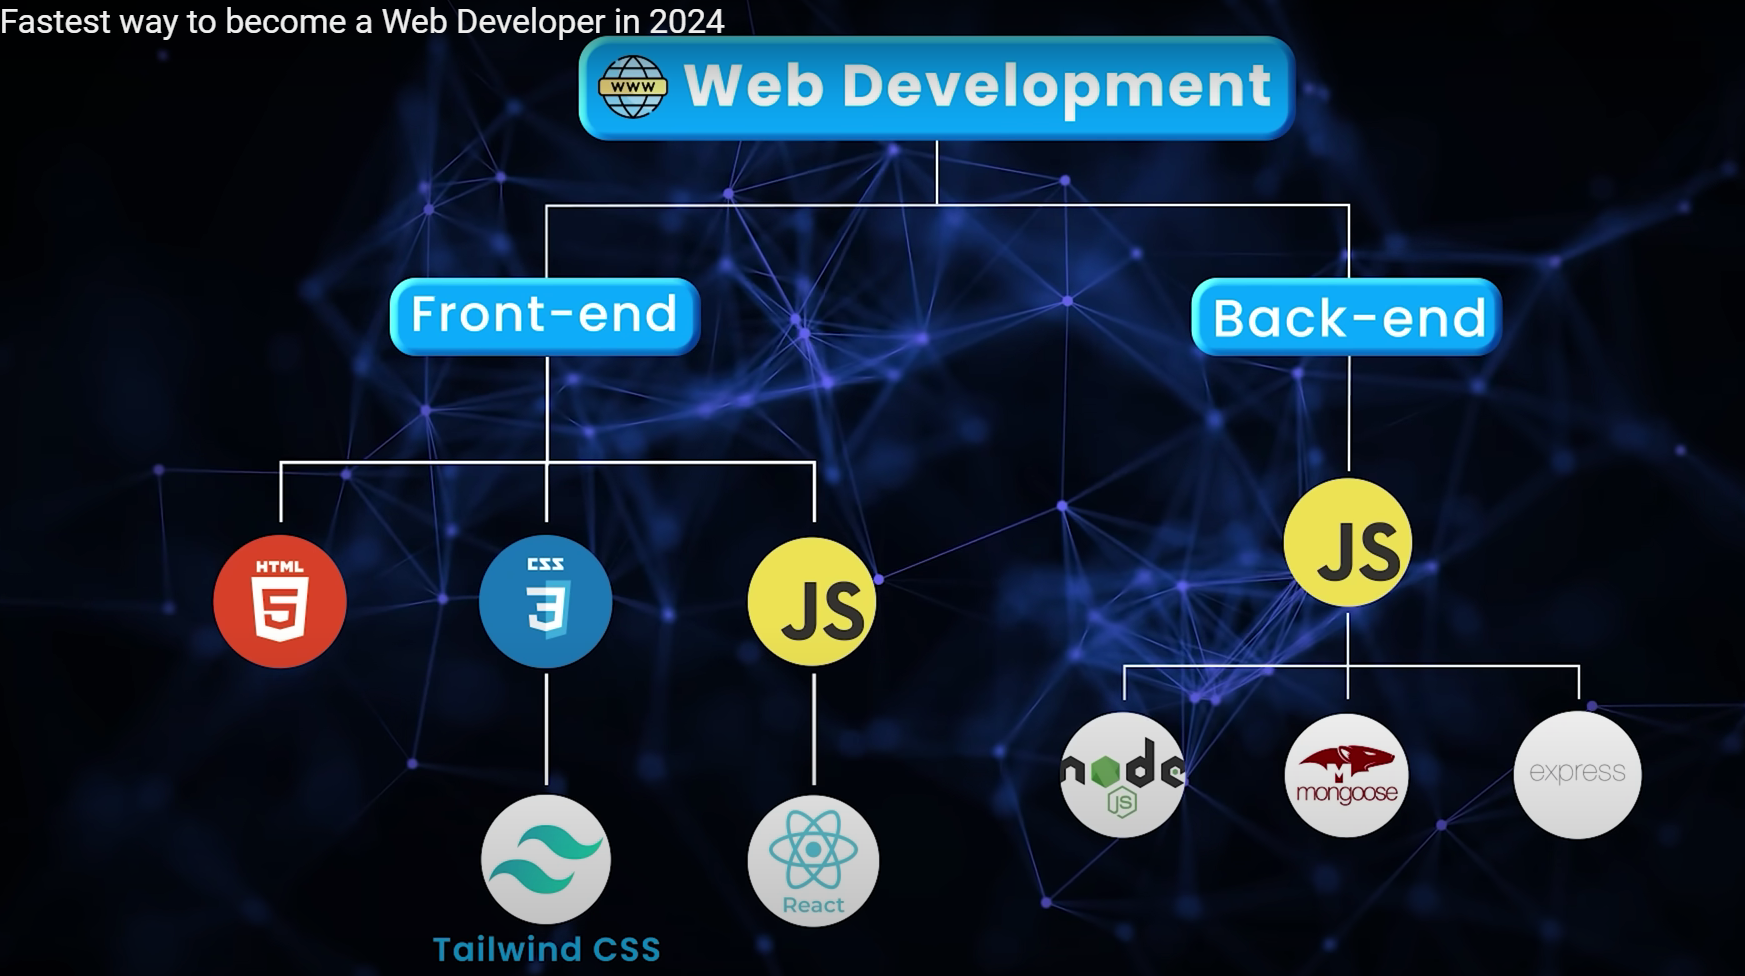 Fastest way to become a Web Developer in 2024
WWW
Web Development
Front-end
Back-end
HTML
5
CSS
3
JS
JS
node
JS
M
mongoose
express
React
Tailwind CSS